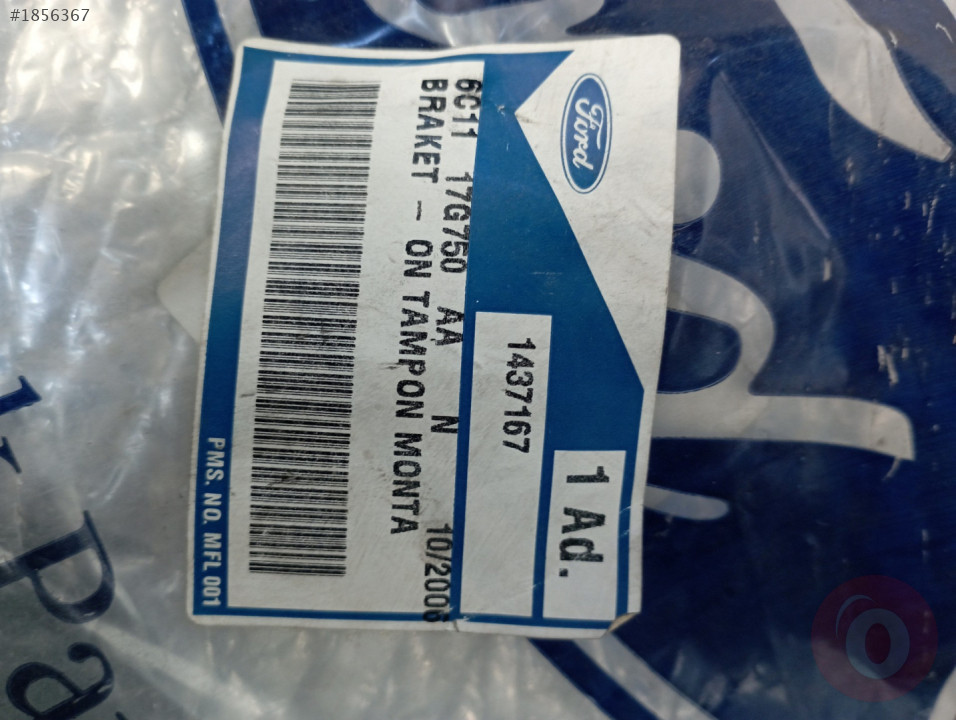 #1856367
Ford
1 Ad.
1437167
6C11 17G750 AA N 10/2006
BRAKET - ON TAMPON MONTA
PMS. NO. MFL 001